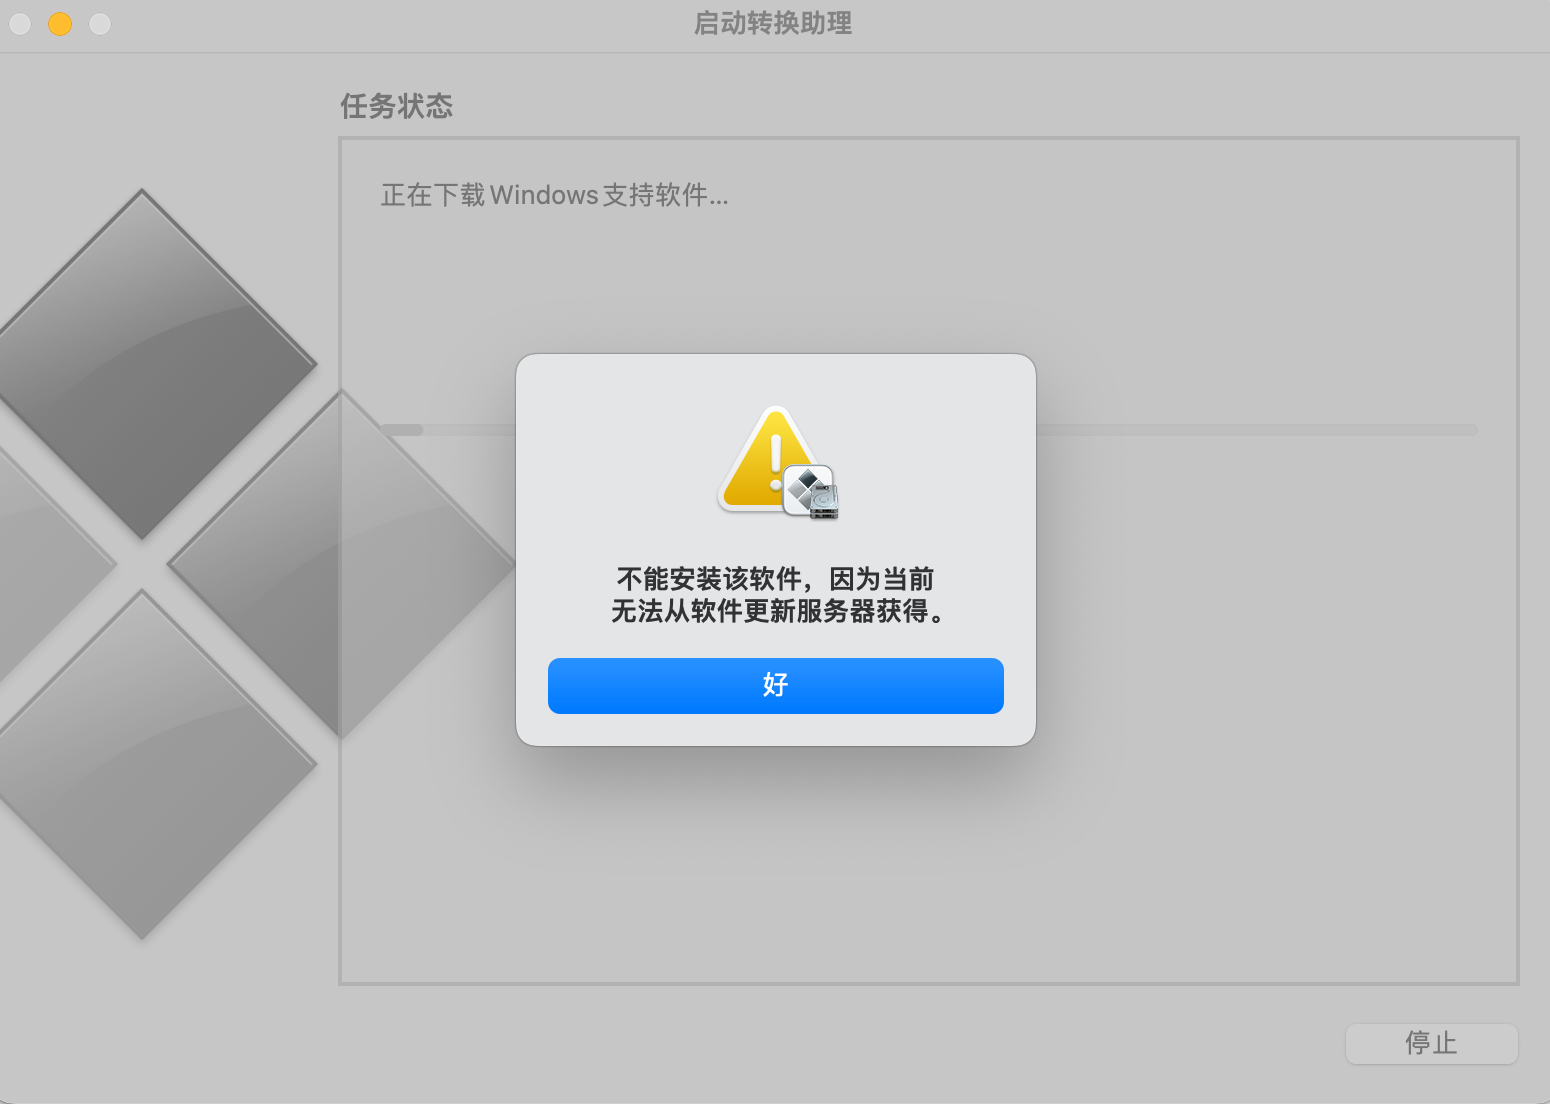 启动转换助理
任务状态
正在下载Windows支持软件...
不能安装该软件，因为当前
无法从软件更新服务器获得。
好
停止